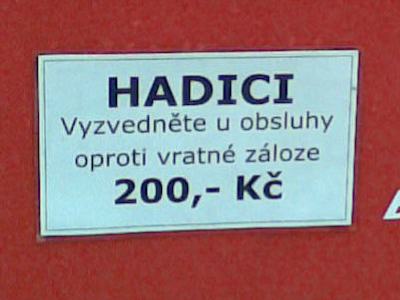 HADICI
Vyzvedněte u obsluhy
oproti vratné záloze
200,- Kč